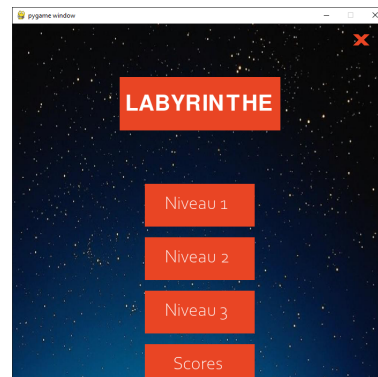 pygame window
LABYRINTHE
Niveau 1
Niveau 2
Niveau 3
Scores